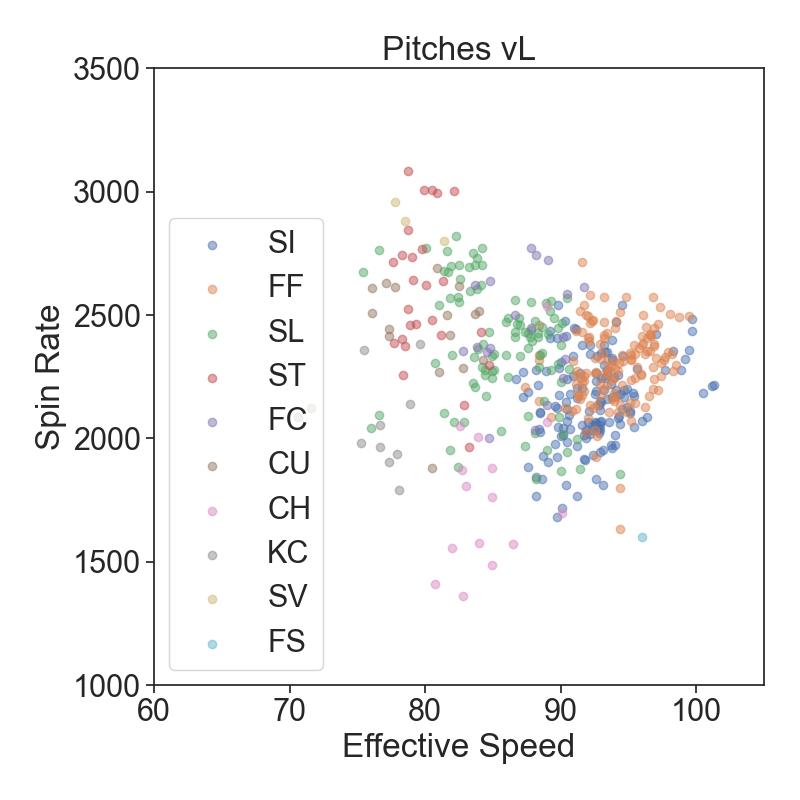 Pitches vL
3500
3000
2500
2000
1500
1000
Spin Rate
SI
FF
SL
ST
FC
CU
CH
KC
SV
FS
60
70
80
90
100
Effective Speed